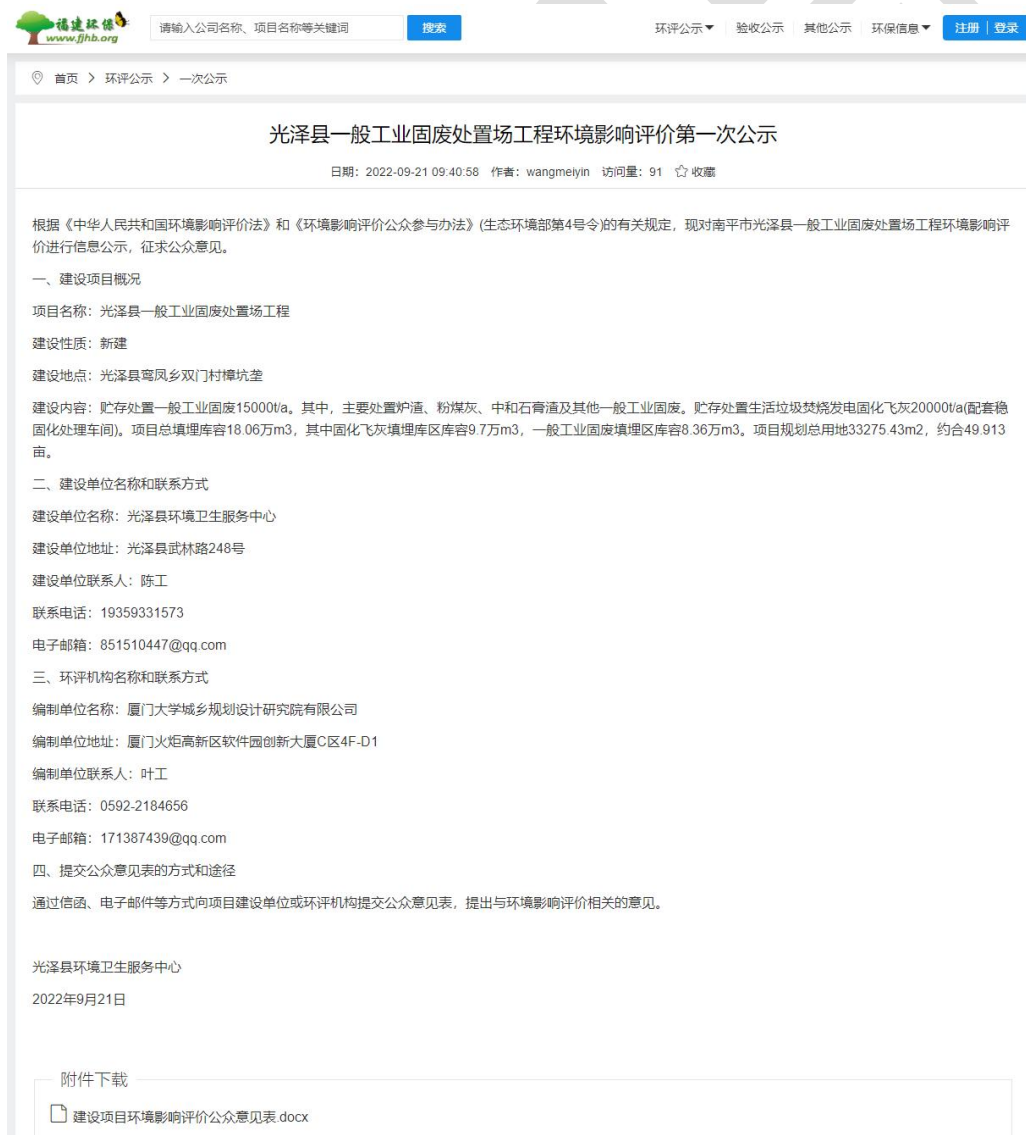 福建环保
www.fjhb.org
请输入公司名称、项目名称等关键词
搜索
环评公示 验收公示 其他公示 环保信息 注册 | 登录
首页 > 环评公示 > 一次公示
光泽县一般工业固废处置场工程环境影响评价第一次公示
日期：2022-09-21 09:40:58 作者：wangmeiyin 访问量：91 收藏
根据《中华人民共和国环境影响评价法》和《环境影响评价公众参与办法》(生态环境部第4号令)的有关规定，现对南平市光泽县一般工业固废处置场工程环境影响评
价进行信息公示，征求公众意见。
一、建设项目概况
项目名称：光泽县一般工业固废处置场工程
建设性质：新建
建设地点：光泽县鸾凤乡双门村樟坑垄
建设内容：贮存处置一般工业固废15000t/a。其中，主要处置炉渣、粉煤灰、中和石膏渣及其他一般工业固废。贮存处置生活垃圾焚烧发电固化飞灰20000t/a(配套稳
固化处理车间)。项目总填埋库容18.06万m3，其中固化飞灰填埋库区库容9.7万m3，一般工业固废填埋区库容8.36万m3。项目规划总用地33275.43m2，约合49.913
亩。
二、建设单位名称和联系方式
建设单位名称：光泽县环境卫生服务中心
建设单位地址：光泽县武林路248号
建设单位联系人：陈工
联系电话：19359331573
电子邮箱：851510447@qq.com
三、环评机构名称和联系方式
编制单位名称：厦门大学城乡规划设计研究院有限公司
编制单位地址：厦门火炬高新区软件园创新大厦C区4F-D1
编制单位联系人：叶工
联系电话：0592-2184656
电子邮箱：171387439@qq.com
四、提交公众意见表的方式和途径
通过信函、电子邮件等方式向项目建设单位或环评机构提交公众意见表，提出与环境影响评价相关的意见。
光泽县环境卫生服务中心
2022年9月21日
附件下载
建设项目环境影响评价公众意见表.docx